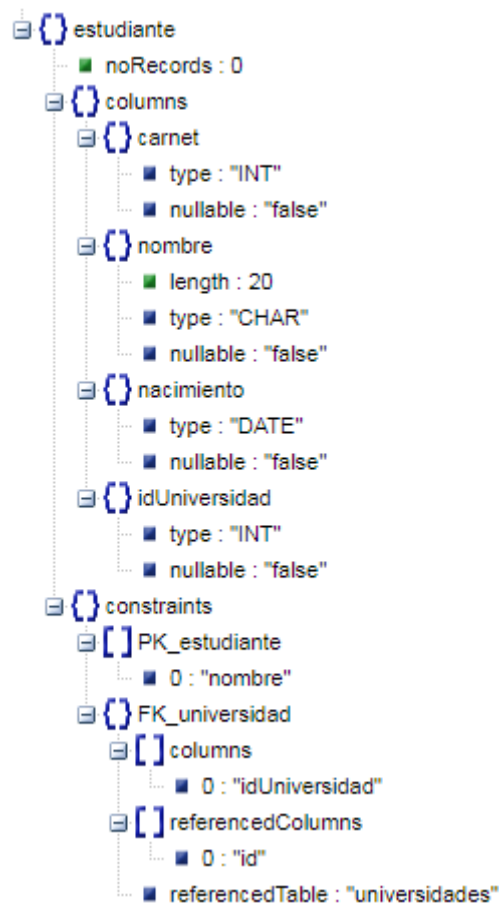 {} estudiante
noRecords : 0
{} columns
{} carnet
type : "INT"
nullable : "false"
{} nombre
length : 20
type : "CHAR"
nullable : "false"
{} nacimiento
type : "DATE"
nullable : "false"
{} idUniversidad
type : "INT"
nullable : "false"
{} constraints
[] PK_estudiante
0 : "nombre"
{} FK_universidad
[] columns
0 : "idUniversidad"
[] referencedColumns
0 : "id"
referencedTable : "universidades"